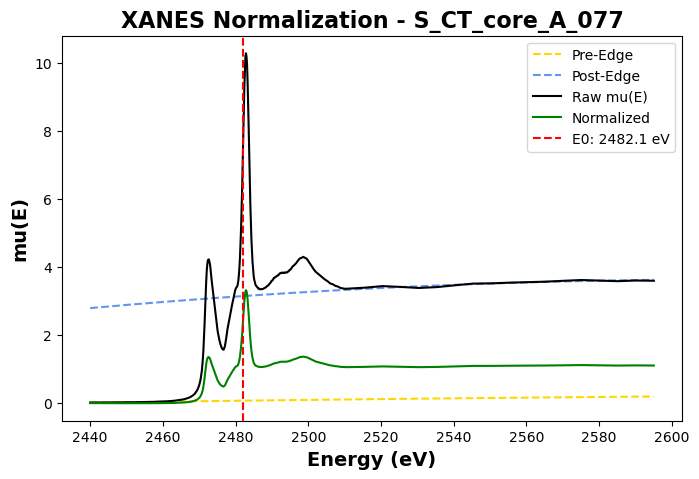 XANES Normalization - S_CT_core_A_077
Pre-Edge
Post-Edge
Raw mu(E)
Normalized
E0: 2482.1 eV
mu(E)
10
8
6
4
2
0
2440 2460 2480 2500 2520 2540 2560 2580 2600
Energy (eV)